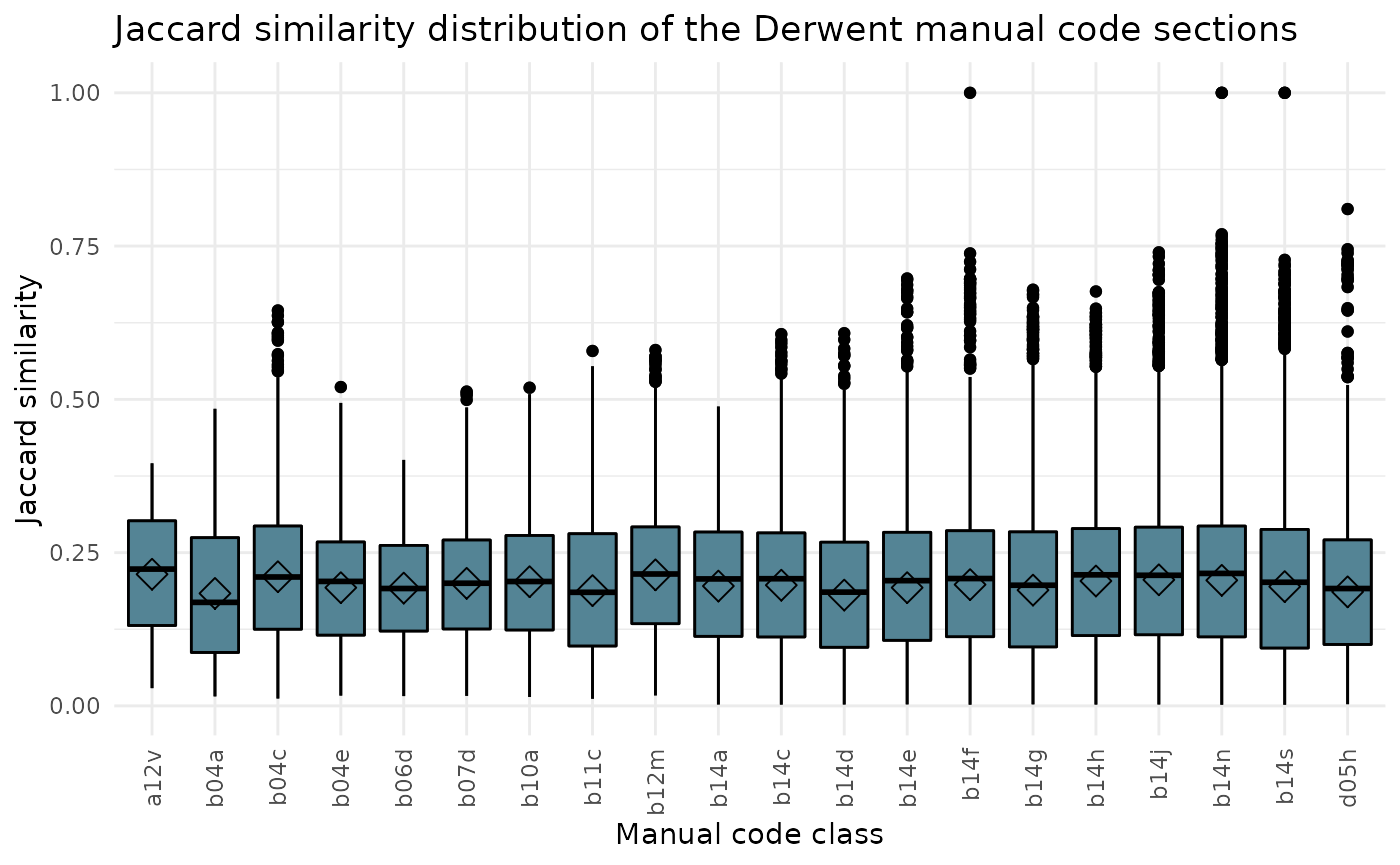 Jaccard similarity distribution of the Derwent manual code sections
Jaccard similarity
1.00
0.75
0.50
0.25
0.00
a12v
b04a
b04c
b04e
b06d
b07d
b10a
b11c
b12m
b14a
b14c
b14d
b14e
b14f
b14g
b14h
b14j
b14n
b14s
d05h
Manual code class